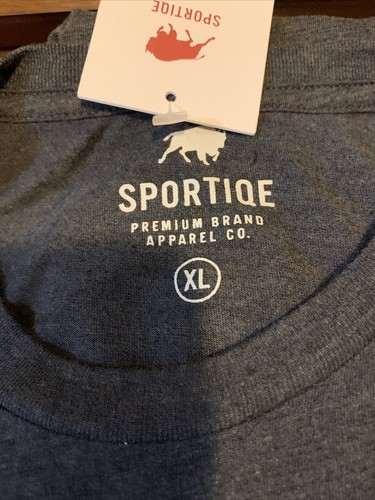 SPORTIQE
SPORTIQE
PREMIUM BRAND
APPAREL CO.
XL